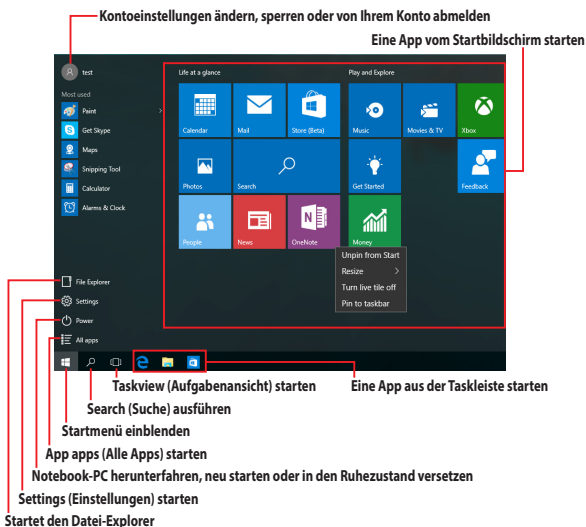 Kontoeinstellungen ändern, sperren oder von Ihrem Konto abmelden
Eine App vom Startbildschirm starten
test
Life at a glance
Play and Explore
Most used
Paint
Get Skype
Maps
Snipping Tool
Calculator
Alarms & Clock
Calendar
Mail
Store (Beta)
Music
Movies & TV
Xbox
Photos
Search
Get Started
Feedback
People
News
OneNote
Money
Unpin from Start
Resize
Turn live tile off
Pin to taskbar
File Explorer
Settings
Power
All apps
Taskview (Aufgabenansicht) starten
Eine App aus der Taskleiste starten
Search (Suche) ausführen
Startmenü einblenden
App apps (Alle Apps) starten
Notebook-PC herunterfahren, neu starten oder in den Ruhezustand versetzen
Settings (Einstellungen) starten
Startet den Datei-Explorer